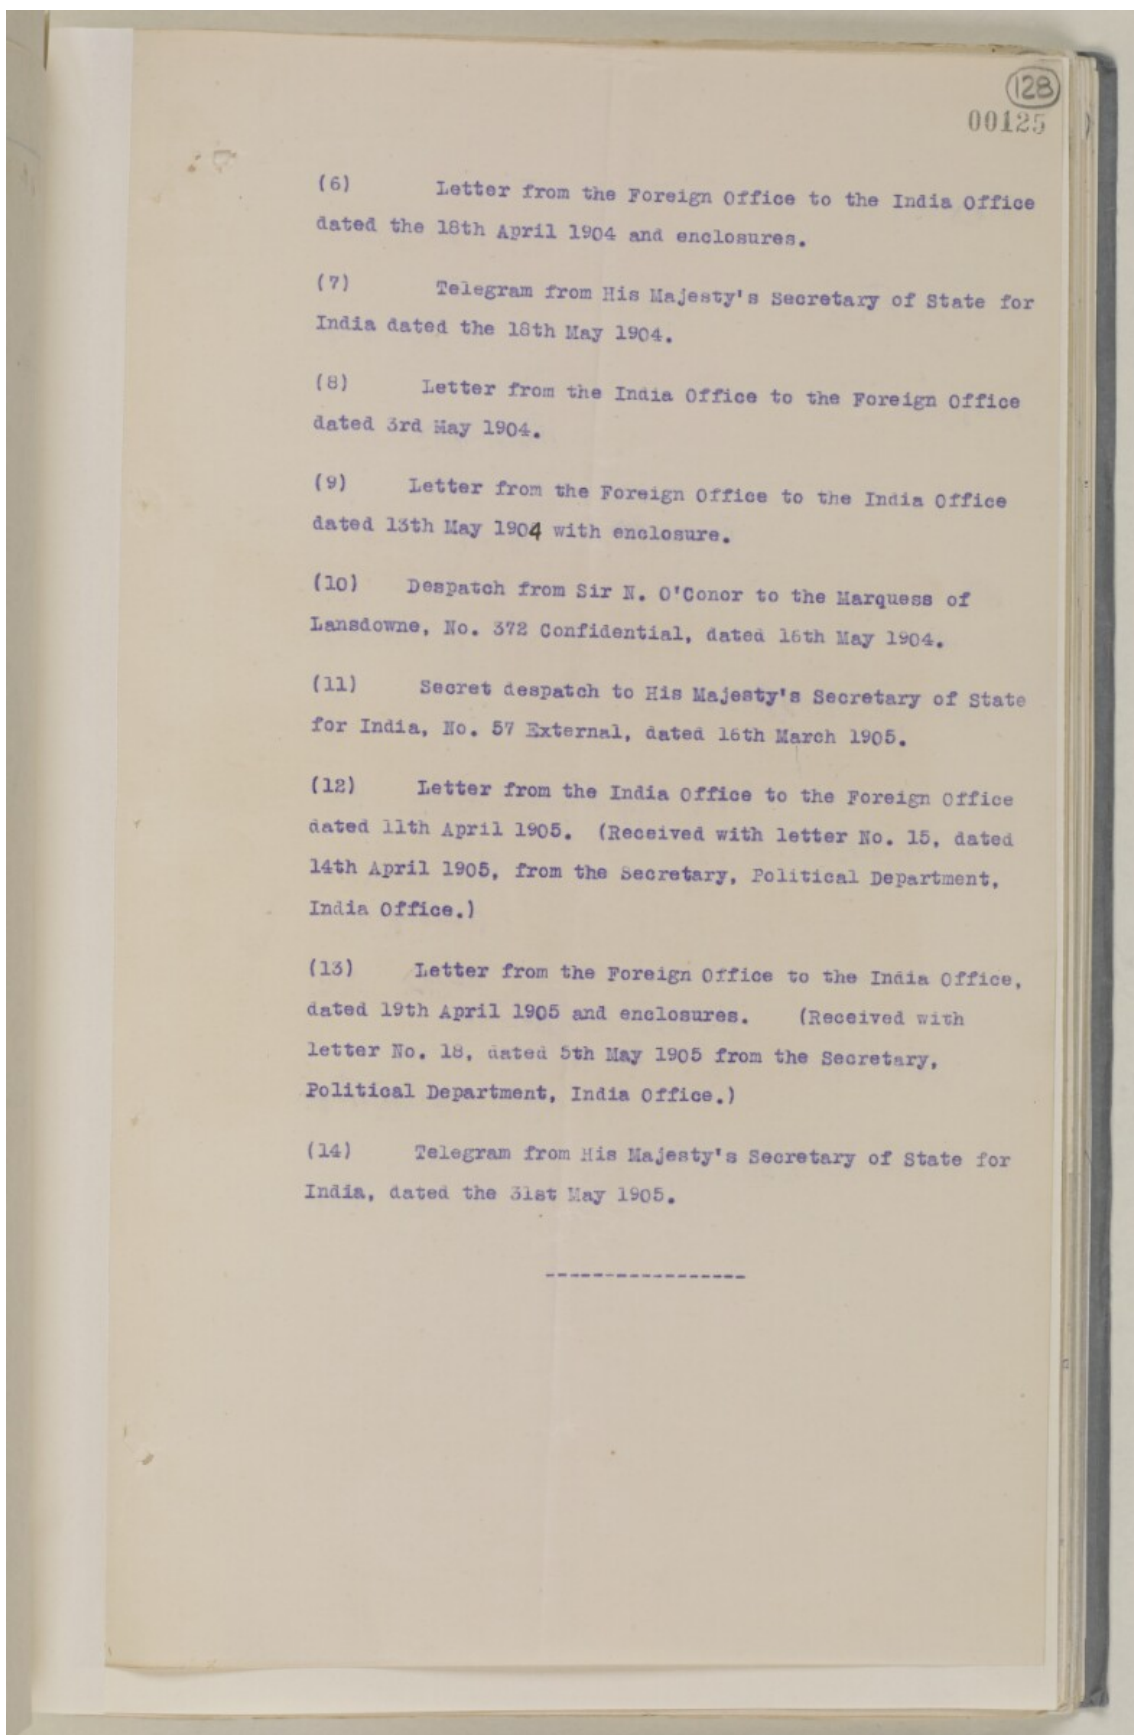 128
00125
(6) Letter from the Foreign Office to the India Office
dated the 18th April 1904 and enclosures.
(7) Telegram from His Majesty's Secretary of State for
India dated the 18th May 1904.
(8) Letter from the India Office to the Foreign Office
dated 3rd May 1904.
(9) Letter from the Foreign Office to the India Office
dated 13th May 1904 with enclosure.
(10) Despatch from Sir N. O'Conor to the Marquess of
Lansdowne, No. 372 Confidential, dated 16th May 1904.
(11) Secret despatch to His Majesty's Secretary of State
for India, No. 57 External, dated 16th March 1905.
(12) Letter from the India Office to the Foreign Office
dated 11th April 1905. (Received with letter No. 15, dated
14th April 1905, from the Secretary, Political Department,
India Office.)
(13) Letter from the Foreign Office to the India Office,
dated 19th April 1905 and enclosures. (Received with
letter No. 18, dated 5th May 1905 from the Secretary,
Political Department, India Office.)
(14) Telegram from His Majesty's Secretary of State for
India, dated the 31st May 1905.
-----------------